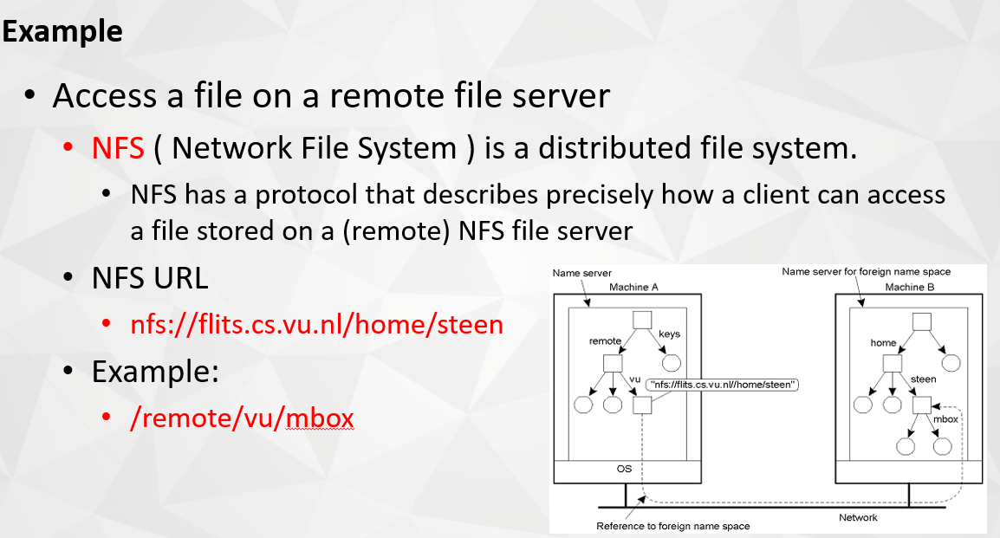 Example
• Access a file on a remote file server
• NFS ( Network File System ) is a distributed file system.
• NFS has a protocol that describes precisely how a client can access
a file stored on a (remote) NFS file server
• NFS URL
• nfs://flits.cs.vu.nl/home/steen
• Example:
• /remote/vu/mbox
Name server
Machine A
remote
keys
vu
"nfs://flits.cs.vu.nl//home/steen"
OS
Reference to foreign name space
Name server for foreign name space
Machine B
home
steen
mbox
Network